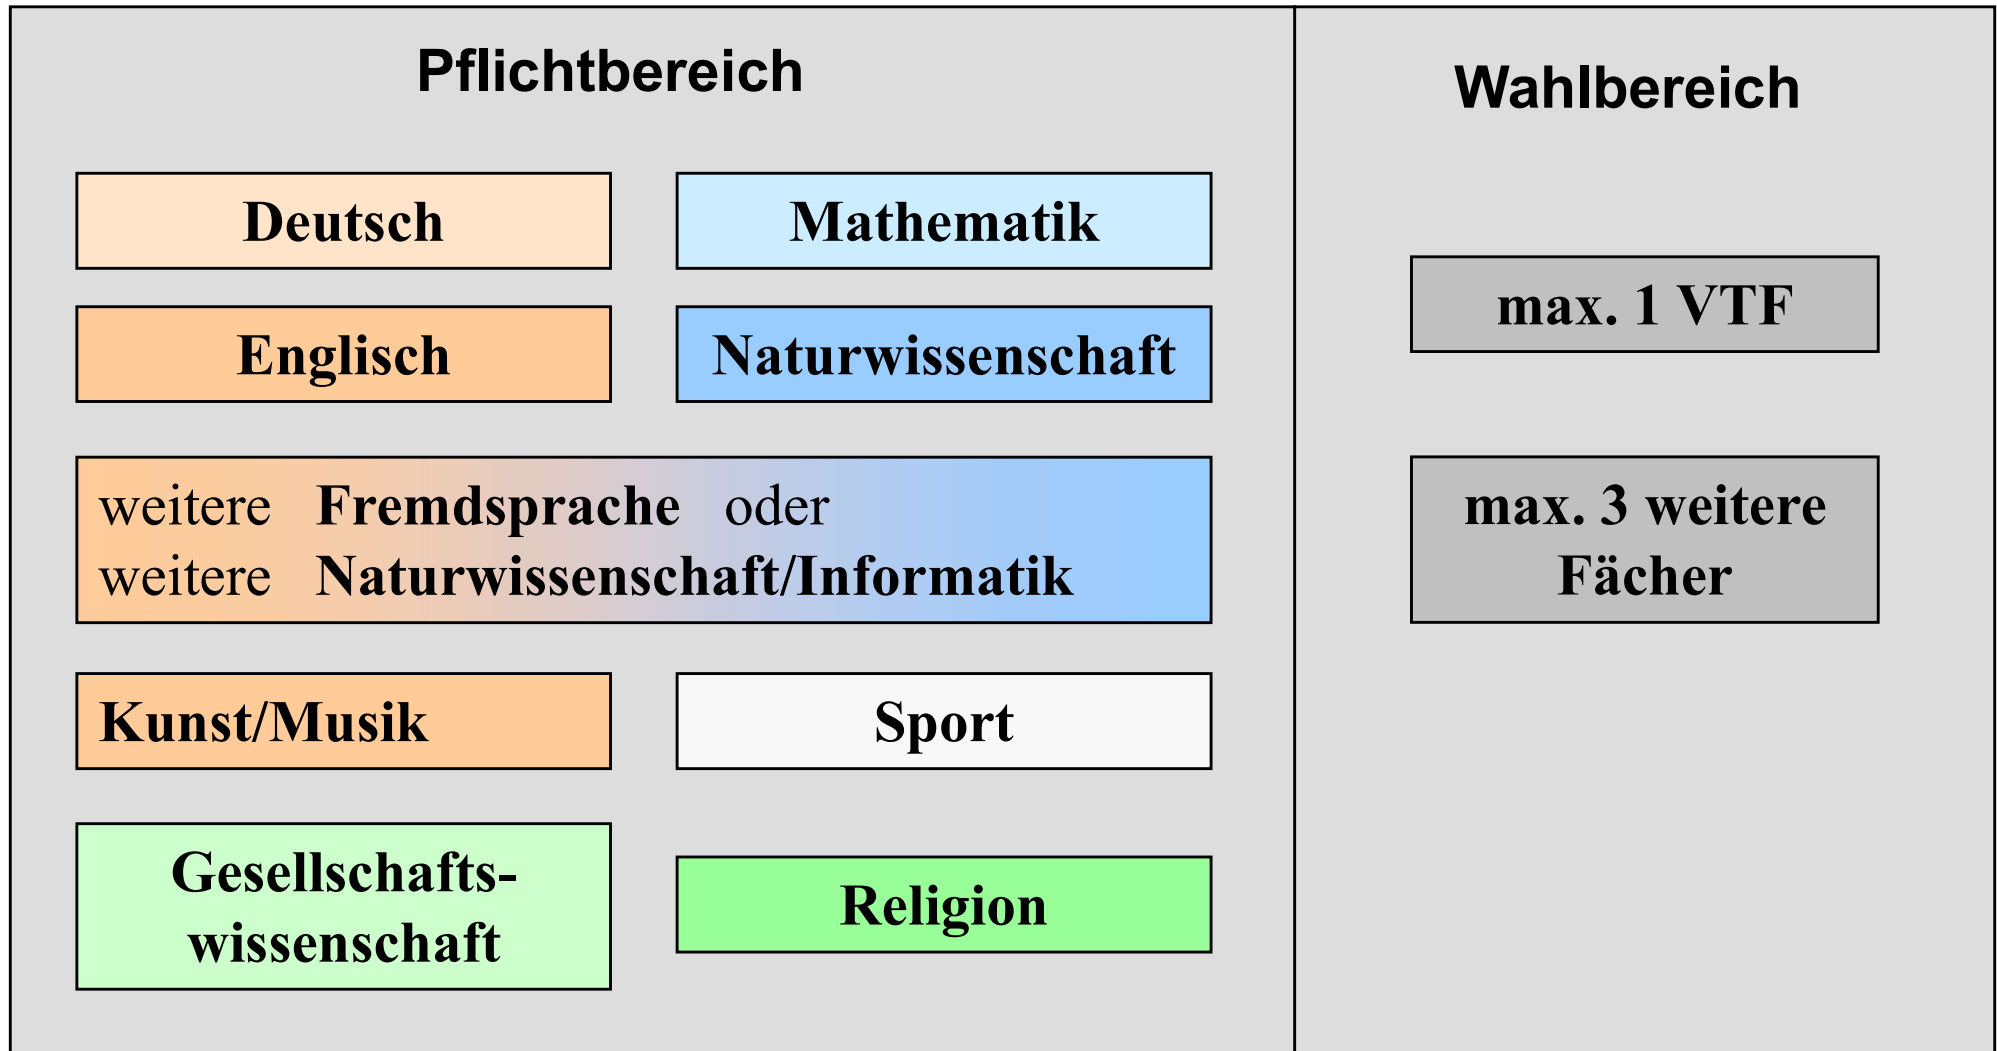 Pflichtbereich
Wahlbereich
Deutsch
Mathematik
Englisch
Naturwissenschaft
max. 1 VTF
weitere Fremdsprache oder
weitere Naturwissenschaft/Informatik
max. 3 weitere
Fächer
Kunst/Musik
Sport
Gesellschafts-
wissenschaft
Religion